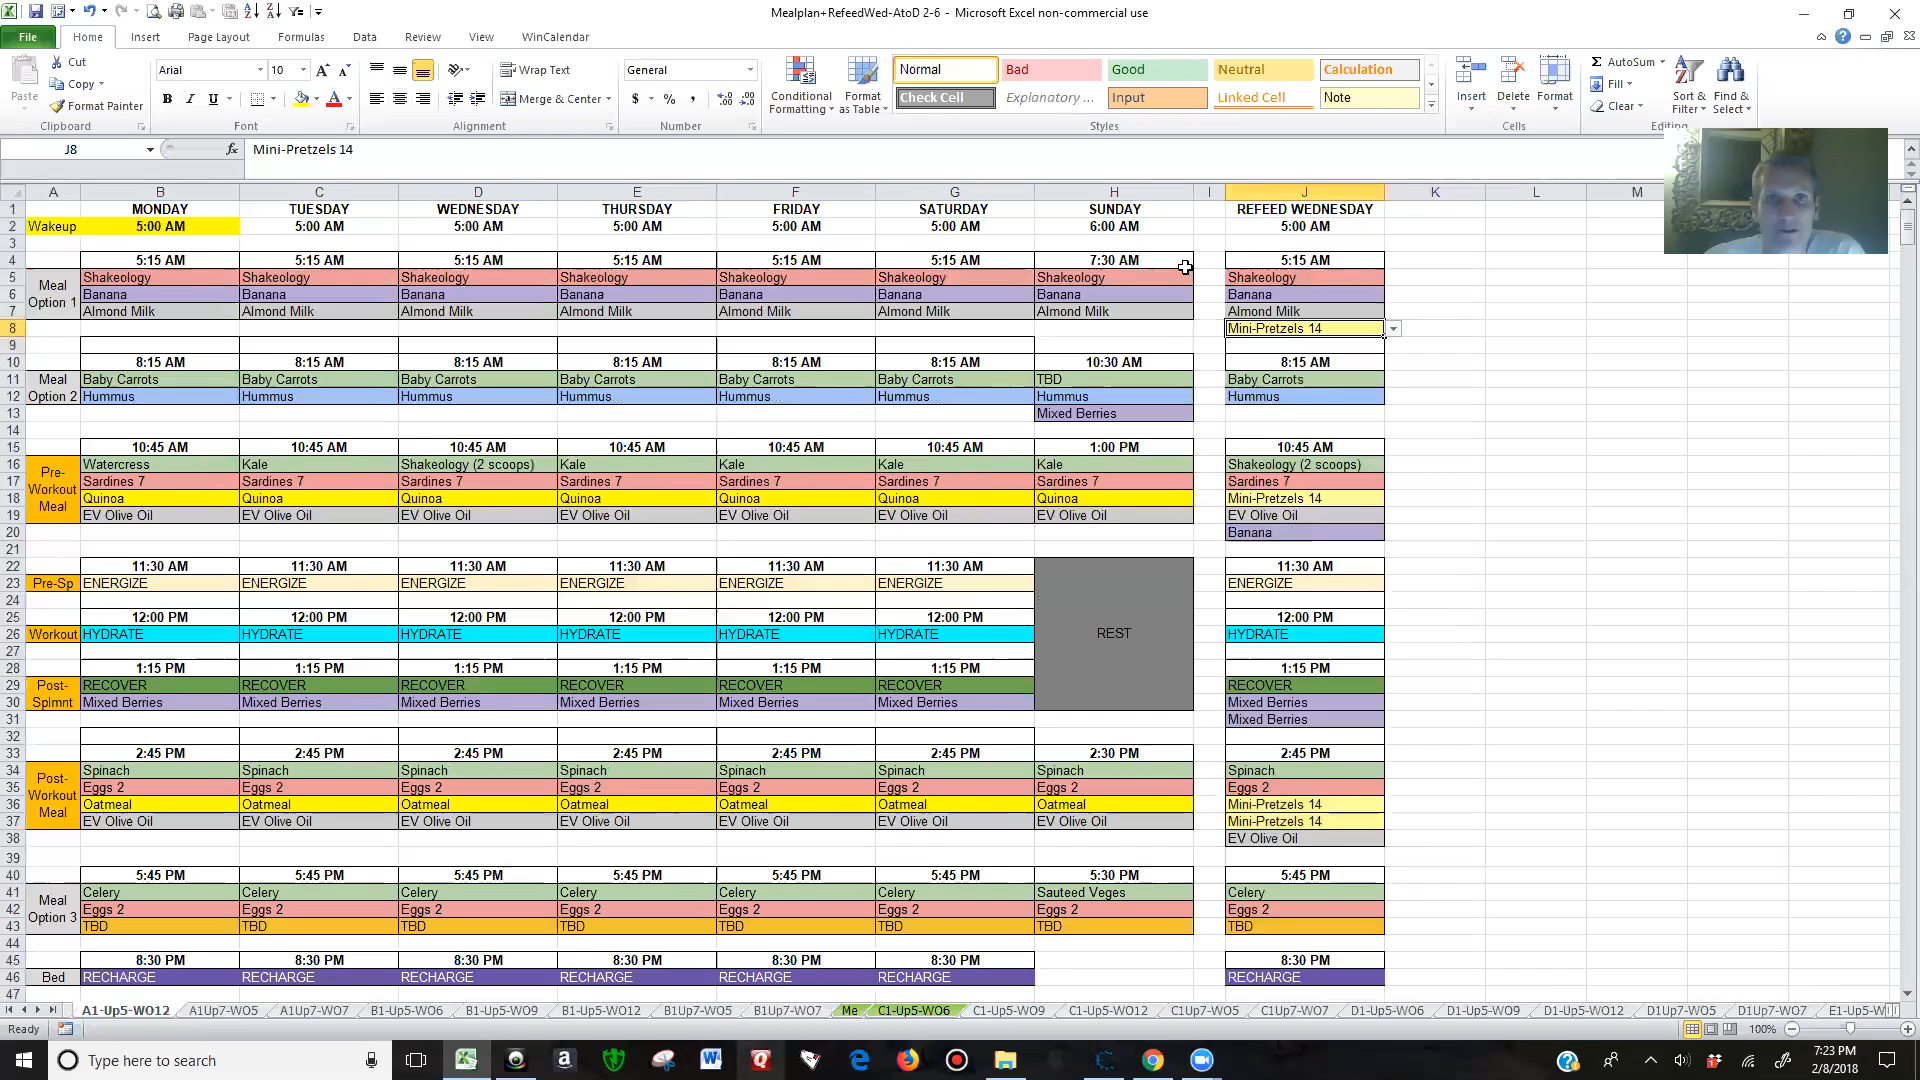 Mealplan+RefeedWed-AtoD 2-6 - Microsoft Excel non-commercial use
File Home Insert Page Layout Formulas Data Review View WinCalendar
Cut
Copy
Format Painter
Paste
Clipboard
Arial 10
B I U
Font
Wrap Text
Merge & Center
Alignment
General
$ % ,
Number
Conditional Formatting
Format as Table
Normal Bad Good Neutral Calculation
Check Cell Explanatory ... Input Linked Cell Note
Styles
Insert Delete Format
Cells
AutoSum
Fill
Clear
Sort & Filter
Find & Select
Editing
J8 fx Mini-Pretzels 14
A B C D E F G H I J K L M
1 MONDAY TUESDAY WEDNESDAY THURSDAY FRIDAY SATURDAY SUNDAY REFEED WEDNESDAY
2 Wakeup 5:00 AM 5:00 AM 5:00 AM 5:00 AM 5:00 AM 5:00 AM 6:00 AM 5:00 AM
3
4 5:15 AM 5:15 AM 5:15 AM 5:15 AM 5:15 AM 5:15 AM 7:30 AM 5:15 AM
5 Meal Shakeology Shakeology Shakeology Shakeology Shakeology Shakeology Shakeology Shakeology
6 Option 1 Banana Banana Banana Banana Banana Banana Banana Banana
7 Almond Milk Almond Milk Almond Milk Almond Milk Almond Milk Almond Milk Almond Milk Almond Milk
8 Mini-Pretzels 14
9
10 8:15 AM 8:15 AM 8:15 AM 8:15 AM 8:15 AM 8:15 AM 10:30 AM 8:15 AM
11 Meal Baby Carrots Baby Carrots Baby Carrots Baby Carrots Baby Carrots Baby Carrots TBD Baby Carrots
12 Option 2 Hummus Hummus Hummus Hummus Hummus Hummus Hummus Hummus
13 Mixed Berries
14
15 10:45 AM 10:45 AM 10:45 AM 10:45 AM 10:45 AM 10:45 AM 1:00 PM 10:45 AM
16 Pre- Watercress Kale Shakeology (2 scoops) Kale Kale Kale Kale Shakeology (2 scoops)
17 Workout Sardines 7 Sardines 7 Sardines 7 Sardines 7 Sardines 7 Sardines 7 Sardines 7 Sardines 7
18 Meal Quinoa Quinoa Quinoa Quinoa Quinoa Quinoa Quinoa Mini-Pretzels 14
19 EV Olive Oil EV Olive Oil EV Olive Oil EV Olive Oil EV Olive Oil EV Olive Oil EV Olive Oil EV Olive Oil
20 Banana
21
22 11:30 AM 11:30 AM 11:30 AM 11:30 AM 11:30 AM 11:30 AM 11:30 AM
23 Pre-Sp ENERGIZE ENERGIZE ENERGIZE ENERGIZE ENERGIZE ENERGIZE ENERGIZE
24
25 12:00 PM 12:00 PM 12:00 PM 12:00 PM 12:00 PM 12:00 PM 12:00 PM
26 Workout HYDRATE HYDRATE HYDRATE HYDRATE HYDRATE HYDRATE REST HYDRATE
27
28 1:15 PM 1:15 PM 1:15 PM 1:15 PM 1:15 PM 1:15 PM 1:15 PM
29 Post- RECOVER RECOVER RECOVER RECOVER RECOVER RECOVER RECOVER
30 Splmnt Mixed Berries Mixed Berries Mixed Berries Mixed Berries Mixed Berries Mixed Berries Mixed Berries
31 Mixed Berries
32
33 2:45 PM 2:45 PM 2:45 PM 2:45 PM 2:45 PM 2:45 PM 2:30 PM 2:45 PM
34 Post- Spinach Spinach Spinach Spinach Spinach Spinach Spinach Spinach
35 Workout Eggs 2 Eggs 2 Eggs 2 Eggs 2 Eggs 2 Eggs 2 Eggs 2 Eggs 2
36 Meal Oatmeal Oatmeal Oatmeal Oatmeal Oatmeal Oatmeal Oatmeal Mini-Pretzels 14
37 EV Olive Oil EV Olive Oil EV Olive Oil EV Olive Oil EV Olive Oil EV Olive Oil EV Olive Oil Mini-Pretzels 14
38 EV Olive Oil
39
40 5:45 PM 5:45 PM 5:45 PM 5:45 PM 5:45 PM 5:45 PM 5:30 PM 5:45 PM
41 Meal Celery Celery Celery Celery Celery Celery Sauteed Veges Celery
42 Option 3 Eggs 2 Eggs 2 Eggs 2 Eggs 2 Eggs 2 Eggs 2 Eggs 2 Eggs 2
43 TBD TBD TBD TBD TBD TBD TBD TBD
44
45 8:30 PM 8:30 PM 8:30 PM 8:30 PM 8:30 PM 8:30 PM 8:30 PM
46 Bed RECHARGE RECHARGE RECHARGE RECHARGE RECHARGE RECHARGE RECHARGE
47
A1-Up5-WO12 A1Up7-WO5 A1Up7-WO7 B1-Up5-WO6 B1-Up5-WO9 B1-Up5-WO12 B1Up7-WO5 B1Up7-WO7 Me C1-Up5-WO6 C1-Up5-WO9 C1-Up5-WO12 C1Up7-WO5 C1Up7-WO7 D1-Up5-WO6 D1-Up5-WO9 D1-Up5-WO12 D1Up7-WO5 D1Up7-WO7
Ready 100%
Type here to search
7:23 PM
2/8/2018